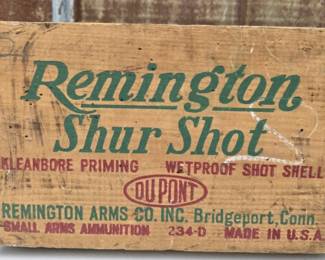 Remington
Shur Shot
KLEANBORE PRIMING WETPROOF SHOT SHELL
DU PONT
REMINGTON ARMS CO. INC. Bridgeport, Conn.
SMALL ARMS AMMUNITION 234-D MADE IN U.S.A.